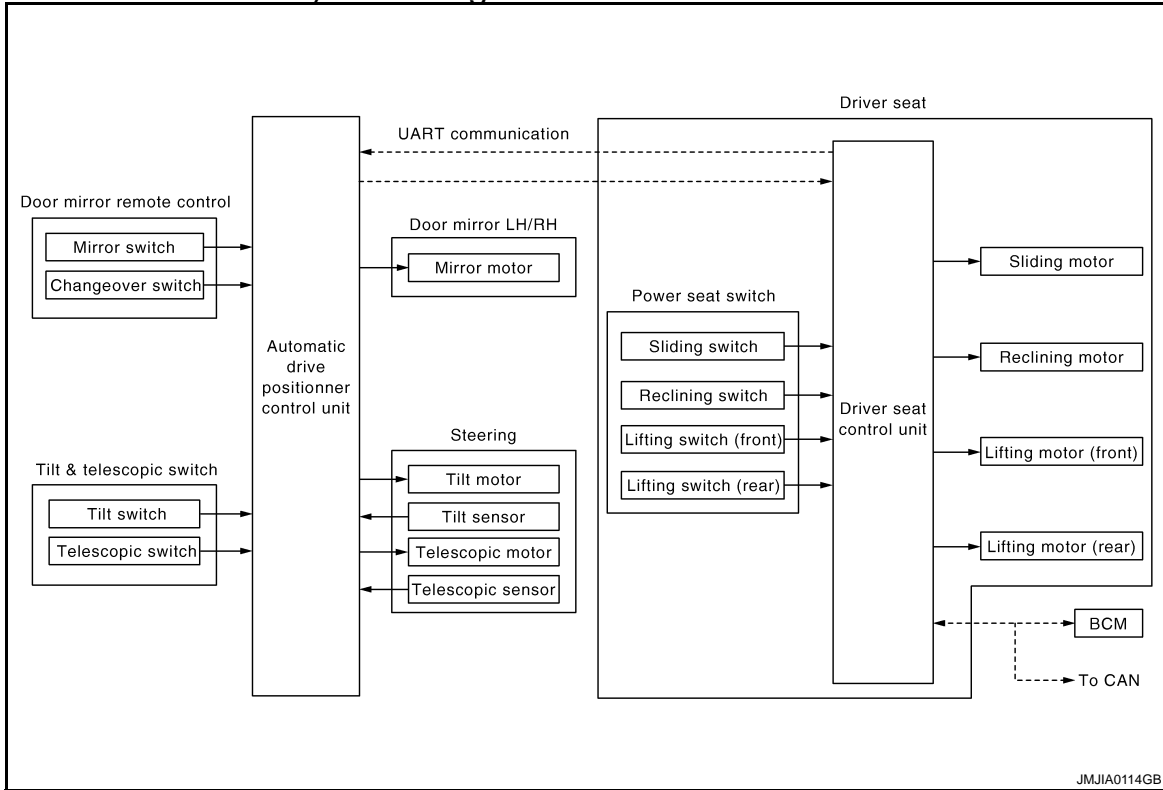 Driver seat
UART communication
Door mirror remote control
Mirror switch
Changeover switch
Door mirror LH/RH
Mirror motor
Automatic
drive
positionner
control unit
Tilt & telescopic switch
Tilt switch
Telescopic switch
Steering
Tilt motor
Tilt sensor
Telescopic motor
Telescopic sensor
Power seat switch
Sliding switch
Reclining switch
Lifting switch (front)
Lifting switch (rear)
Driver seat
control unit
Sliding motor
Reclining motor
Lifting motor (front)
Lifting motor (rear)
BCM
To CAN
JMJIA0114GB